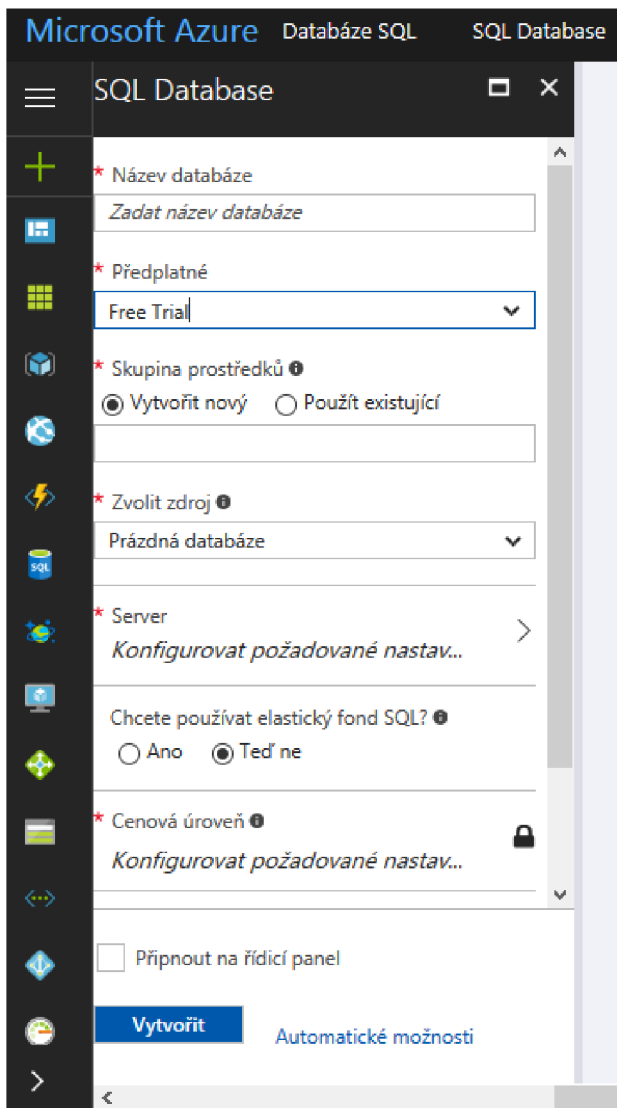 Microsoft Azure Databáze SQL SQL Database
SQL Database
* Název databáze
Zadat název databáze
* Předplatné
Free Trial
* Skupina prostředků
Vytvořit nový Použít existující
* Zvolit zdroj
Prázdná databáze
SQL
* Server
Konfigurovat požadované nastav...
Chcete používat elastický fond SQL?
Ano Teď ne
* Cenová úroveň
Konfigurovat požadované nastav...
Připnout na řídicí panel
Vytvořit Automatické možnosti